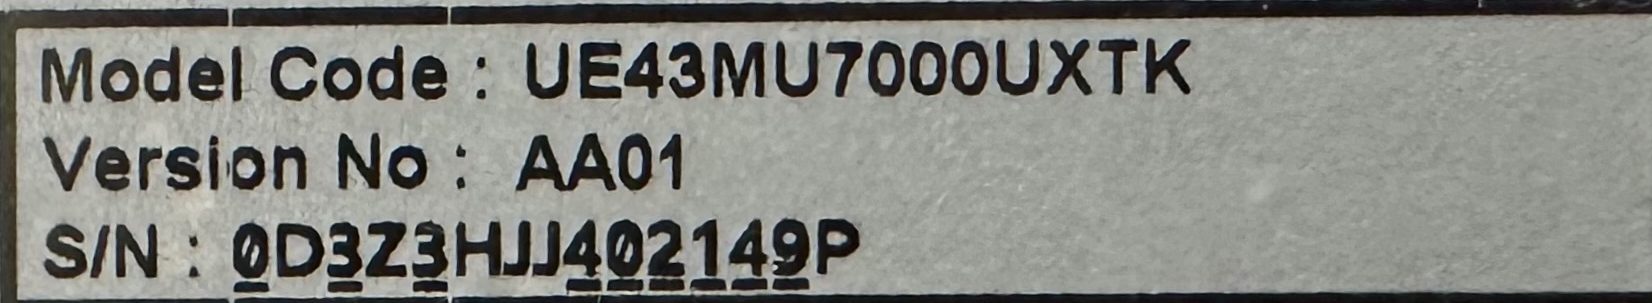 Model Code : UE43MU7000UXTK
Version No : AA01
S/N : 0D3Z3HJJ402149P